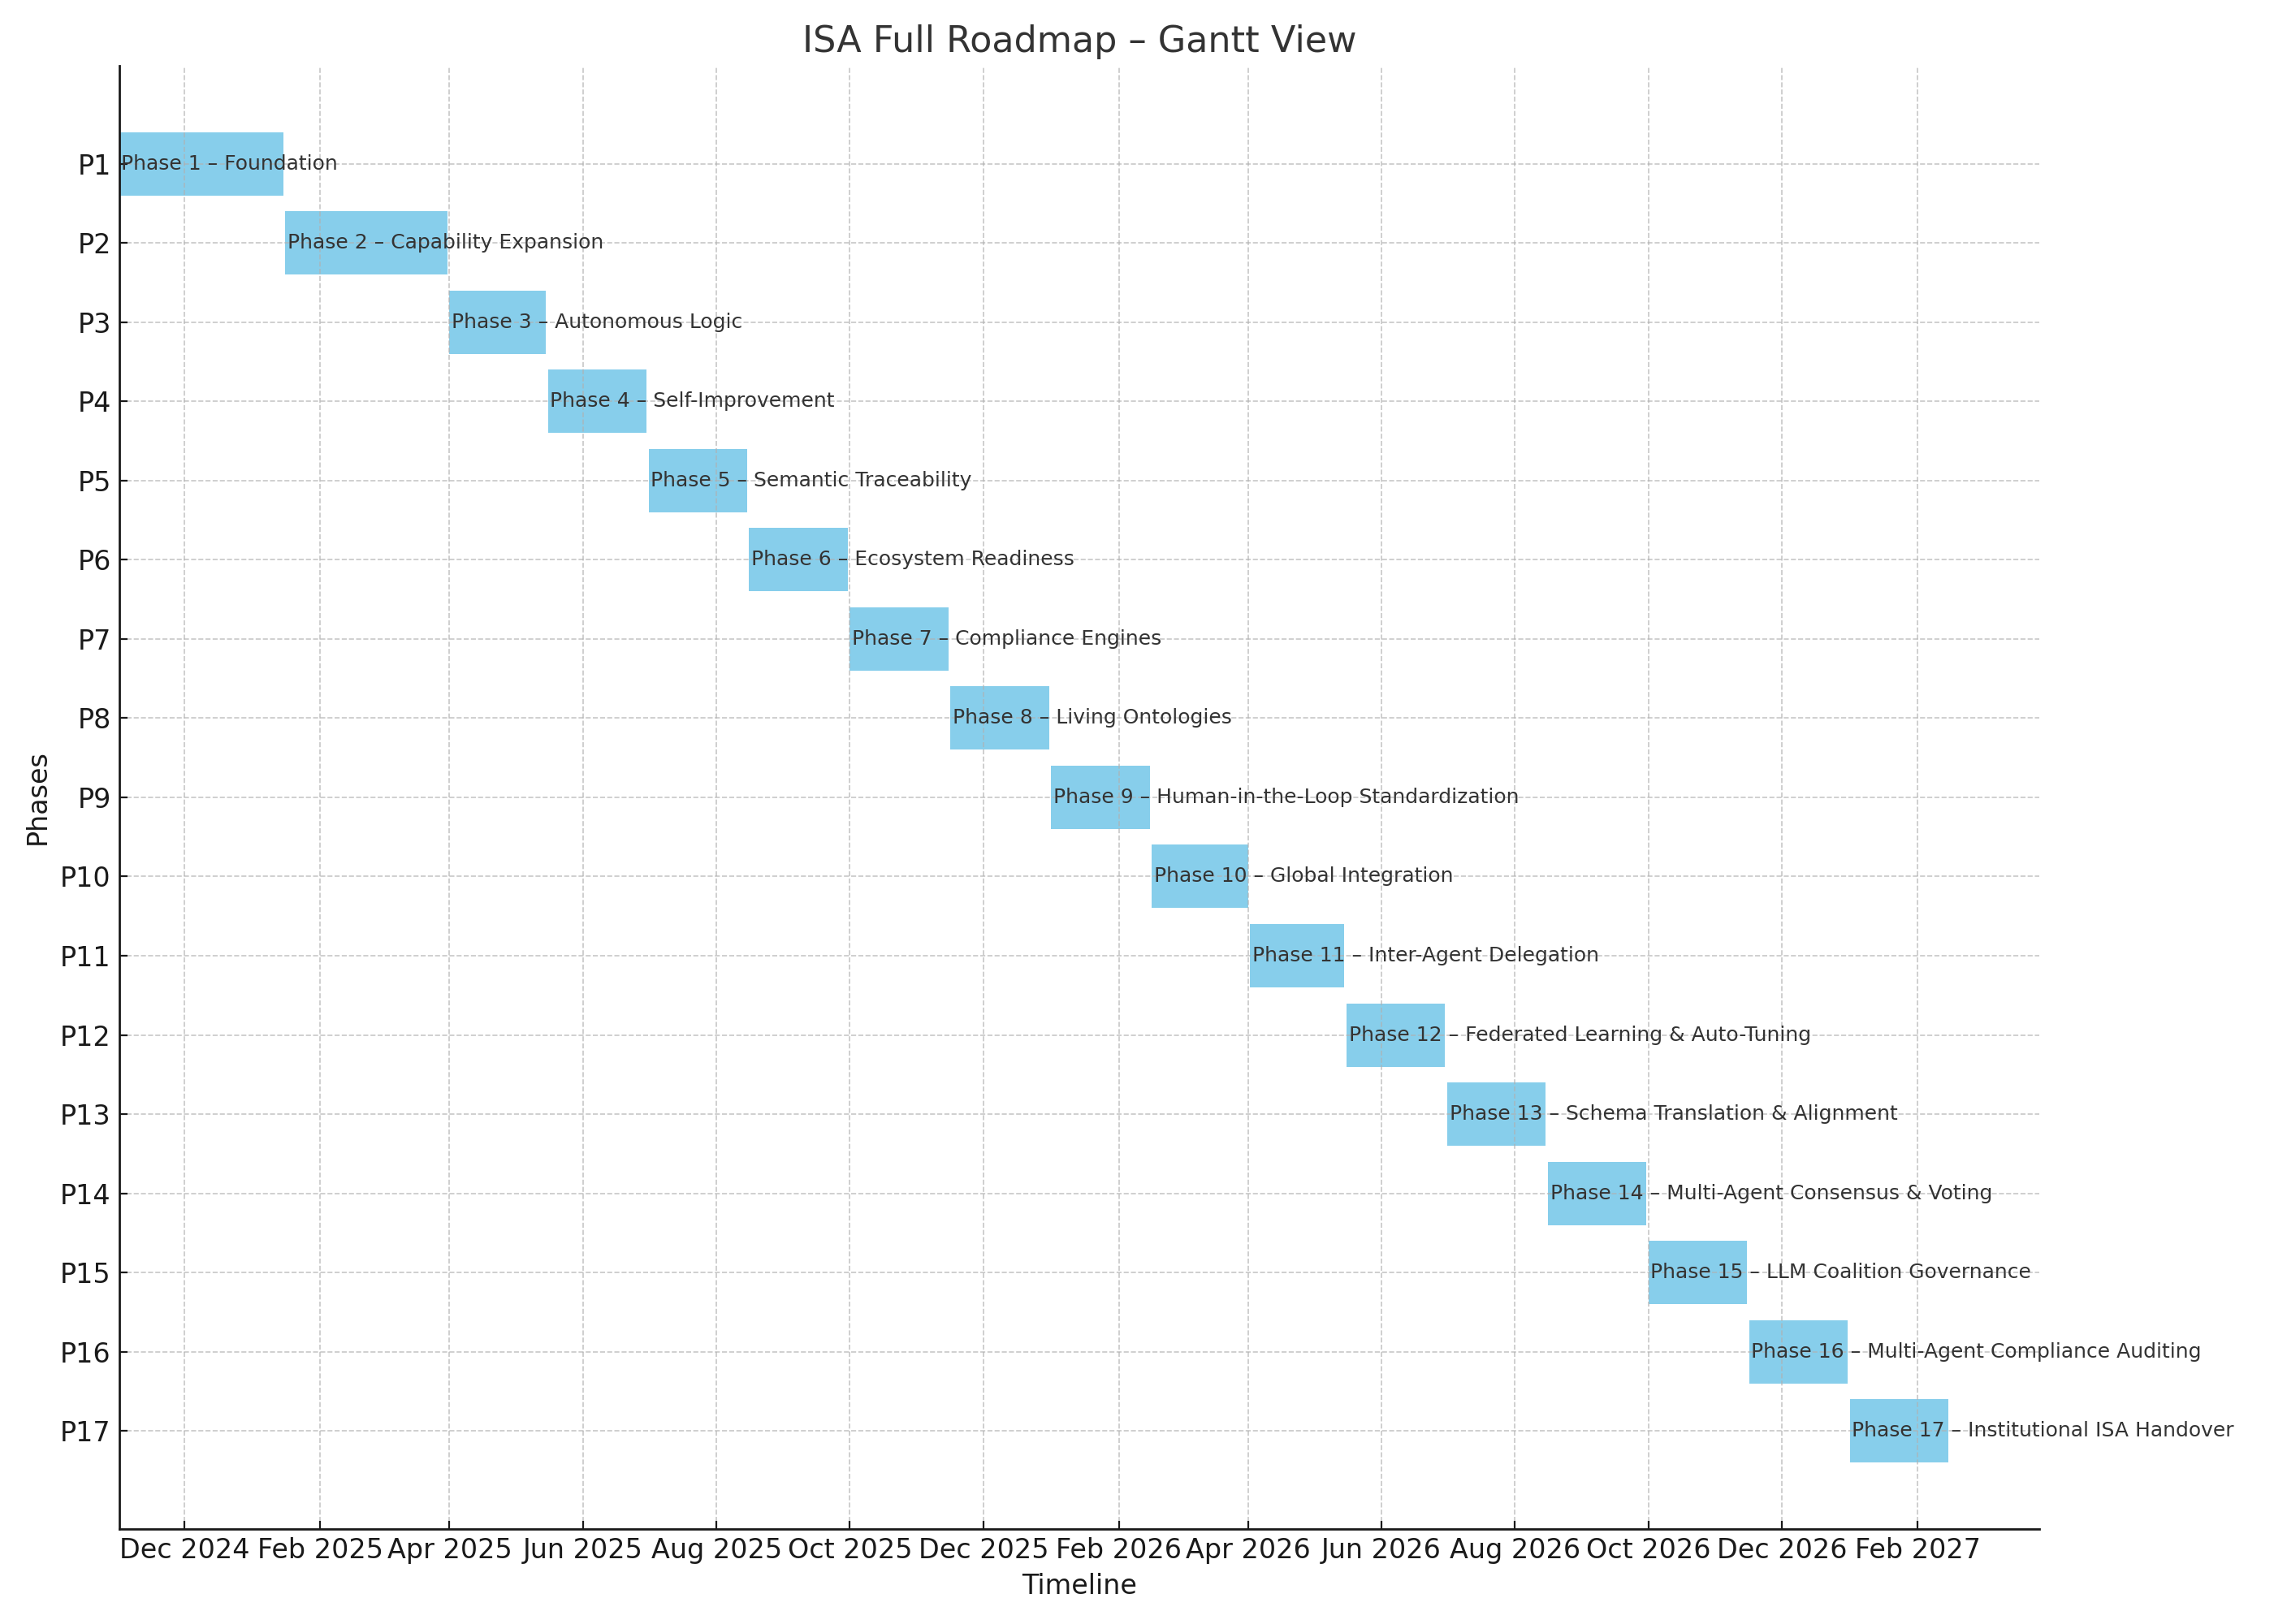 ISA Full Roadmap – Gantt View
Phases
P1
Phase 1 – Foundation
P2
Phase 2 – Capability Expansion
P3
Phase 3 – Autonomous Logic
P4
Phase 4 – Self-Improvement
P5
Phase 5 – Semantic Traceability
P6
Phase 6 – Ecosystem Readiness
P7
Phase 7 – Compliance Engines
P8
Phase 8 – Living Ontologies
P9
Phase 9 – Human-in-the-Loop Standardization
P10
Phase 10 – Global Integration
P11
Phase 11 – Inter-Agent Delegation
P12
Phase 12 – Federated Learning & Auto-Tuning
P13
Phase 13 – Schema Translation & Alignment
P14
Phase 14 – Multi-Agent Consensus & Voting
P15
Phase 15 – LLM Coalition Governance
P16
Phase 16 – Multi-Agent Compliance Auditing
P17
Phase 17 – Institutional ISA Handover
Dec 2024 Feb 2025 Apr 2025 Jun 2025 Aug 2025 Oct 2025 Dec 2025 Feb 2026 Apr 2026 Jun 2026 Aug 2026 Oct 2026 Dec 2026 Feb 2027
Timeline